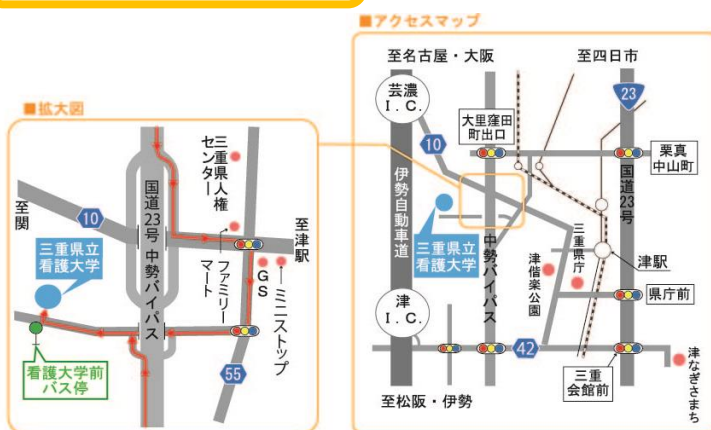 ■アクセスマップ
至名古屋・大阪
至四日市
芸濃
I.C.
23
大里窪田
町出口
10
栗真
中山町
伊勢自動車道
国道23号
三重県立
看護大学
中勢バイパス
三重県庁
津偕楽公園
津駅
津
I.C.
県庁前
42
三重
会館前
津なぎさまち
至松阪・伊勢
■拡大図
三重県人権
センター
国道23号 中勢バイパス
至関
10
至津駅
三重県立
看護大学
ファミリー
マート
GS
ミニストップ
看護大学前
バス停
55